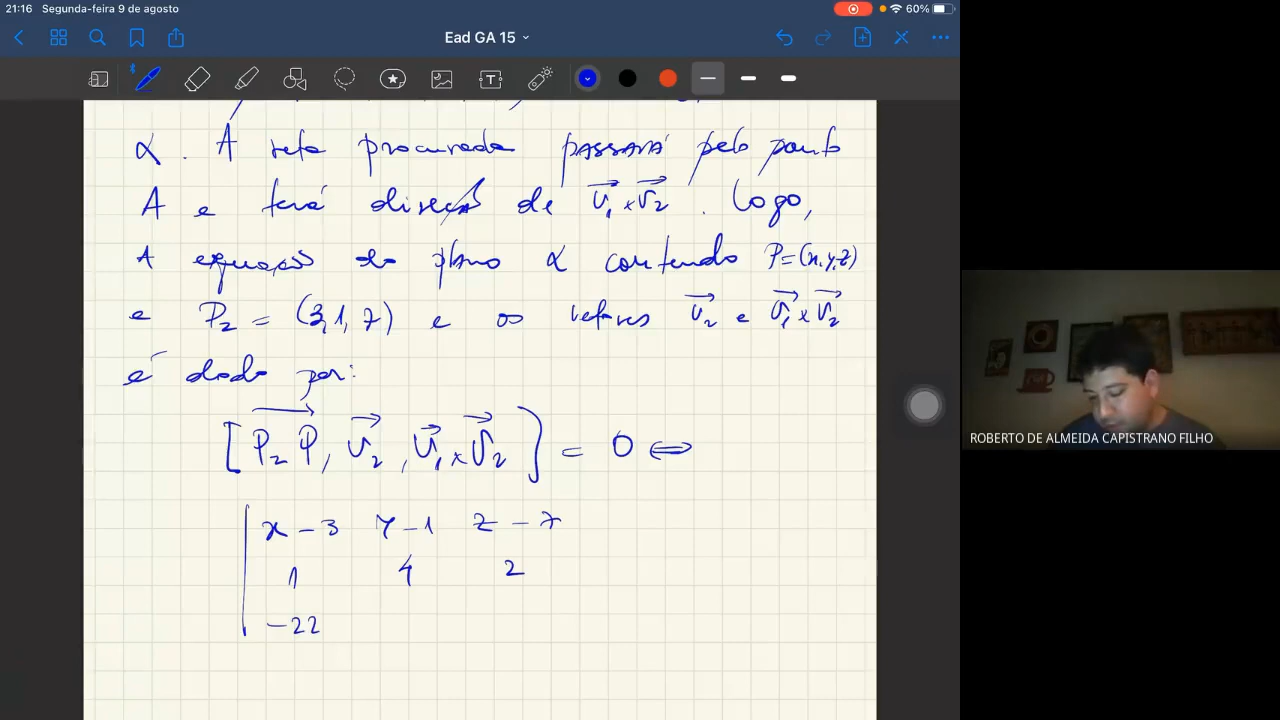 21:16 Segunda-feira 9 de agosto
60%
Ead GA 15
α. A reta procurada passará pelo ponto
A e terá direção de v₁ × v₂. Logo,
A equação do plano α contendo P=(x,y,z)
e P₂ = (3,1,7) e os vetores v₂ e v₁ × v₂
é dada por:
[P₂P, v₂, v₁ × v₂] = 0 ⇔
x - 3 y - 1 z - 7
1 4 2
-22
ROBERTO DE ALMEIDA CAPISTRANO FILHO